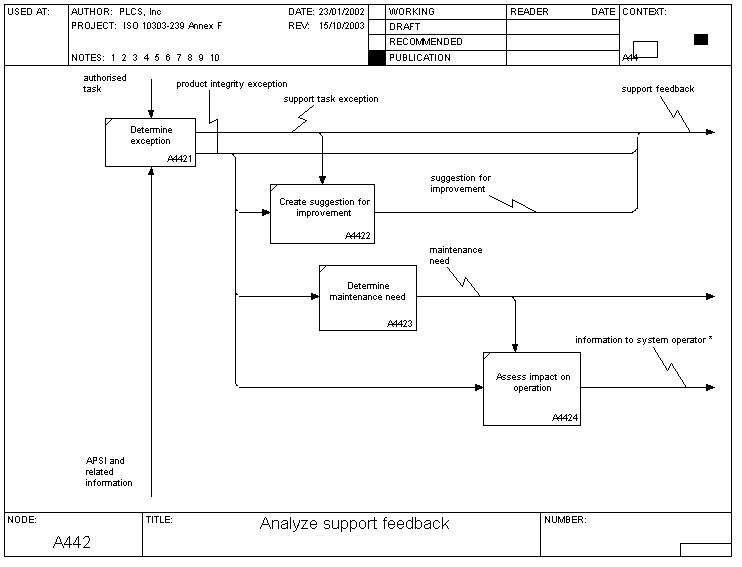 USED AT:
AUTHOR: PLCS, Inc
DATE: 23/01/2002
WORKING
READER
DATE
CONTEXT:
PROJECT: ISO 10303-239 Annex F
REV: 15/10/2003
DRAFT
RECOMMENDED
NOTES: 1 2 3 4 5 6 7 8 9 10
PUBLICATION
A44
authorised
task
product integrity exception
support task exception
support feedback
Determine
exception
A4421
suggestion for
improvement
Create suggestion for
improvement
A4422
maintenance
need
Determine
maintenance need
A4423
information to system operator *
Assess impact on
operation
A4424
APSI and
related
information
NODE:
A442
TITLE:
Analyze support feedback
NUMBER: